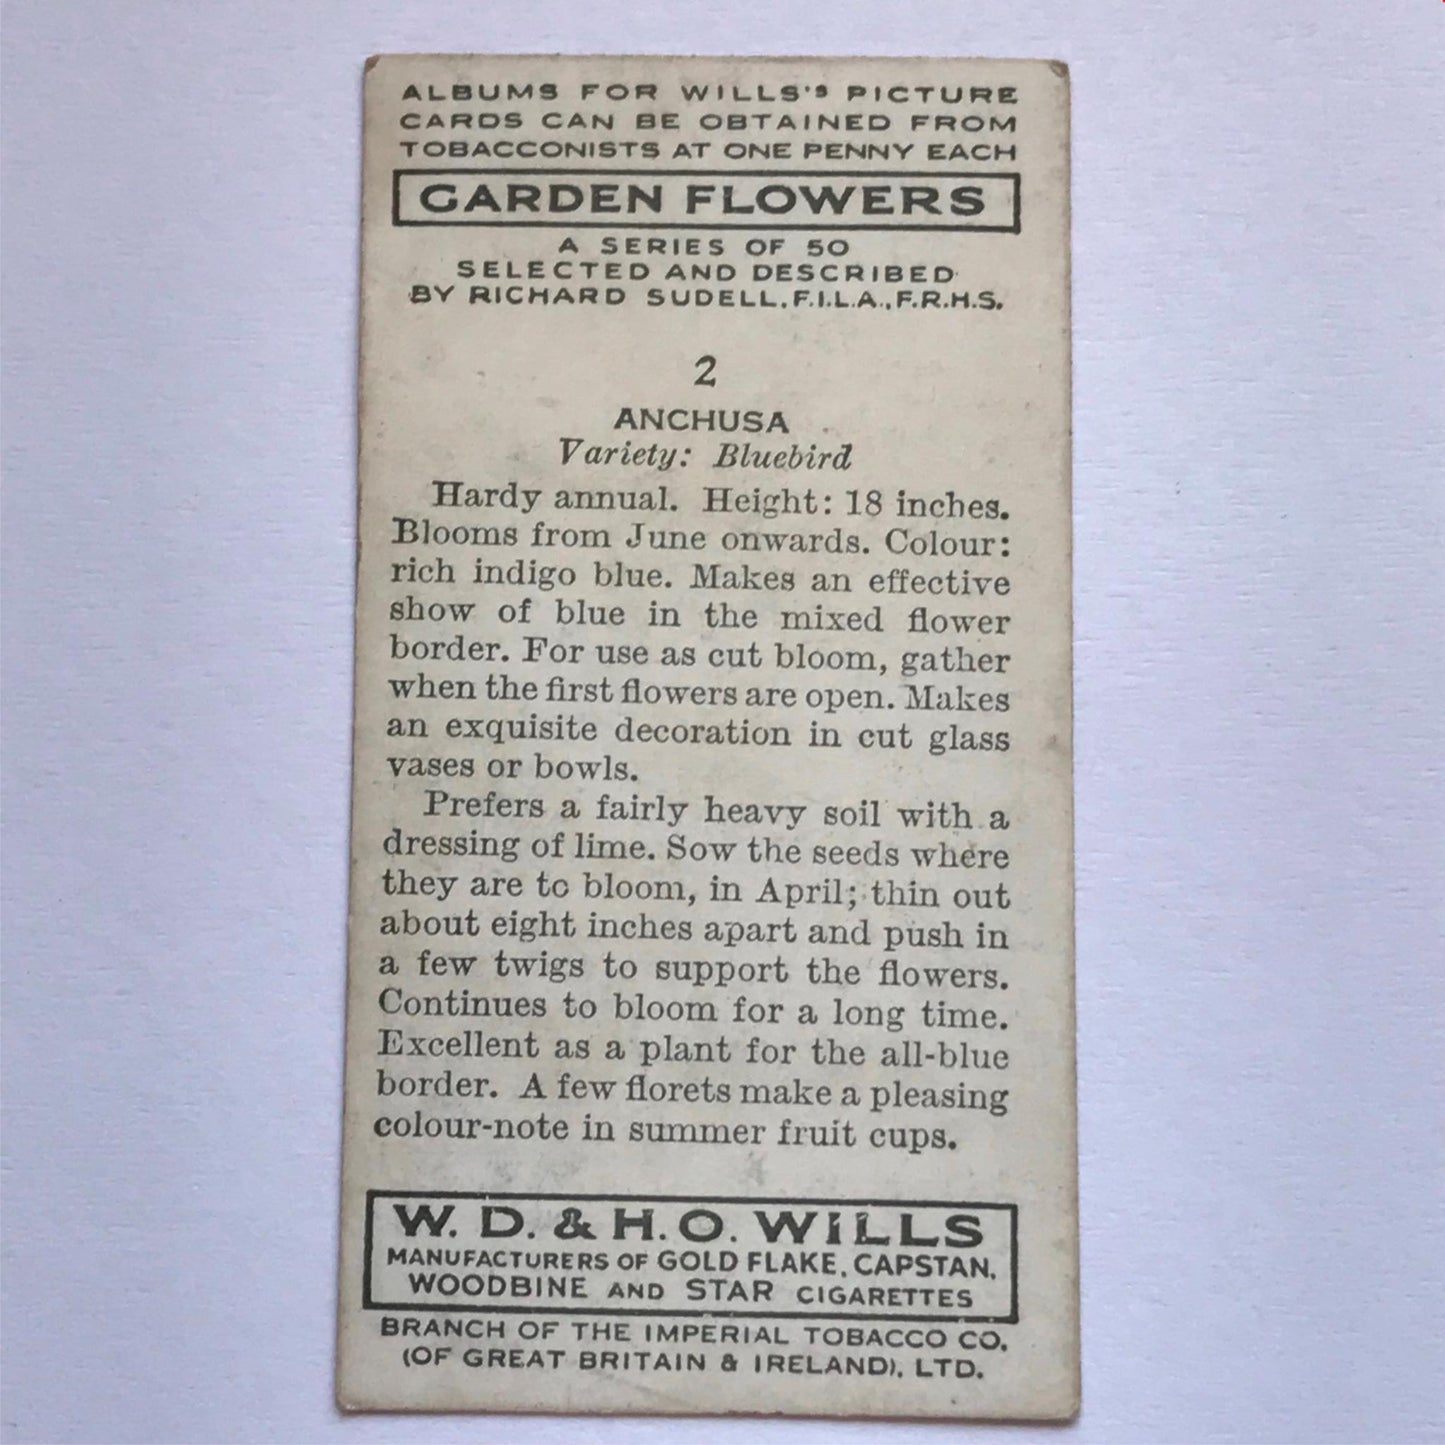 ALBUMS FOR WILLS'S PICTURE
CARDS CAN BE OBTAINED FROM
TOBACCONISTS AT ONE PENNY EACH
GARDEN FLOWERS
A SERIES OF 50
SELECTED AND DESCRIBED
BY RICHARD SUDELL, F.I.L.A., F.R.H.S.
2
ANCHUSA
Variety: Bluebird
Hardy annual. Height: 18 inches.
Blooms from June onwards. Colour:
rich indigo blue. Makes an effective
show of blue in the mixed flower
border. For use as cut bloom, gather
when the first flowers are open. Makes
an exquisite decoration in cut glass
vases or bowls.
Prefers a fairly heavy soil with a
dressing of lime. Sow the seeds where
they are to bloom, in April; thin out
about eight inches apart and push in
a few twigs to support the flowers.
Continues to bloom for a long time.
Excellent as a plant for the all-blue
border. A few florets make a pleasing
colour-note in summer fruit cups.
W. D. & H. O. WILLS
MANUFACTURERS OF GOLD FLAKE, CAPSTAN,
WOODBINE AND STAR CIGARETTES
BRANCH OF THE IMPERIAL TOBACCO CO.
(OF GREAT BRITAIN & IRELAND), LTD.